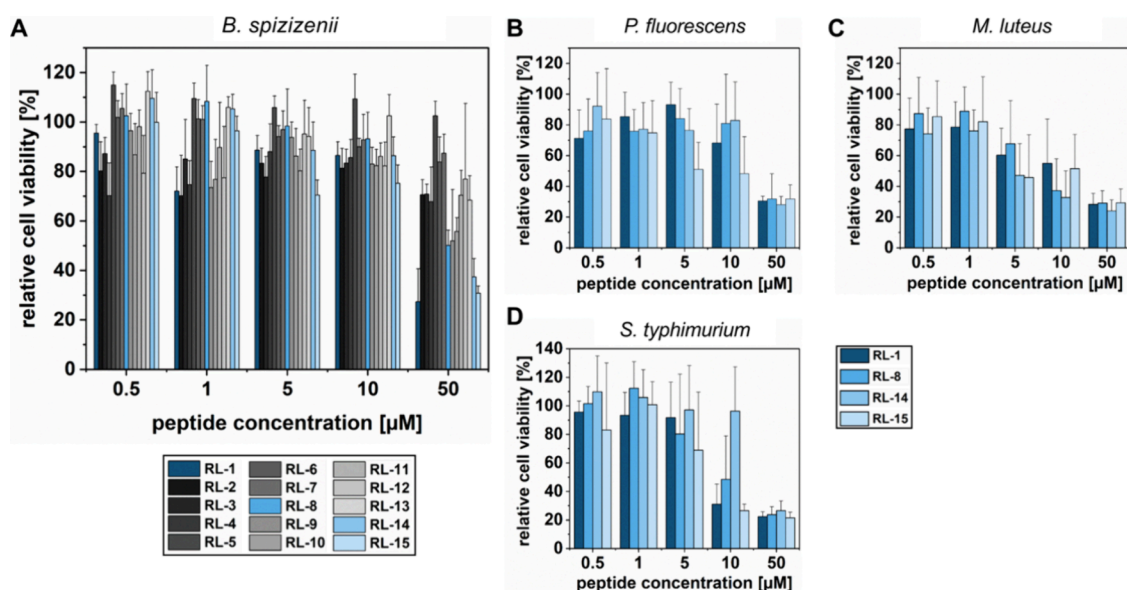 A
B. spizizenii
relative cell viability [%]
120
100
80
60
40
20
0
0.5 1 5 10 50
peptide concentration [µM]
RL-1 RL-6 RL-11
RL-2 RL-7 RL-12
RL-3 RL-8 RL-13
RL-4 RL-9 RL-14
RL-5 RL-10 RL-15
B
P. fluorescens
relative cell viability [%]
120
100
80
60
40
20
0
0.5 1 5 10 50
peptide concentration [µM]
C
M. luteus
relative cell viability [%]
120
100
80
60
40
20
0
0.5 1 5 10 50
peptide concentration [µM]
D
S. typhimurium
relative cell viability [%]
140
120
100
80
60
40
20
0
0.5 1 5 10 50
peptide concentration [µM]
RL-1
RL-8
RL-14
RL-15